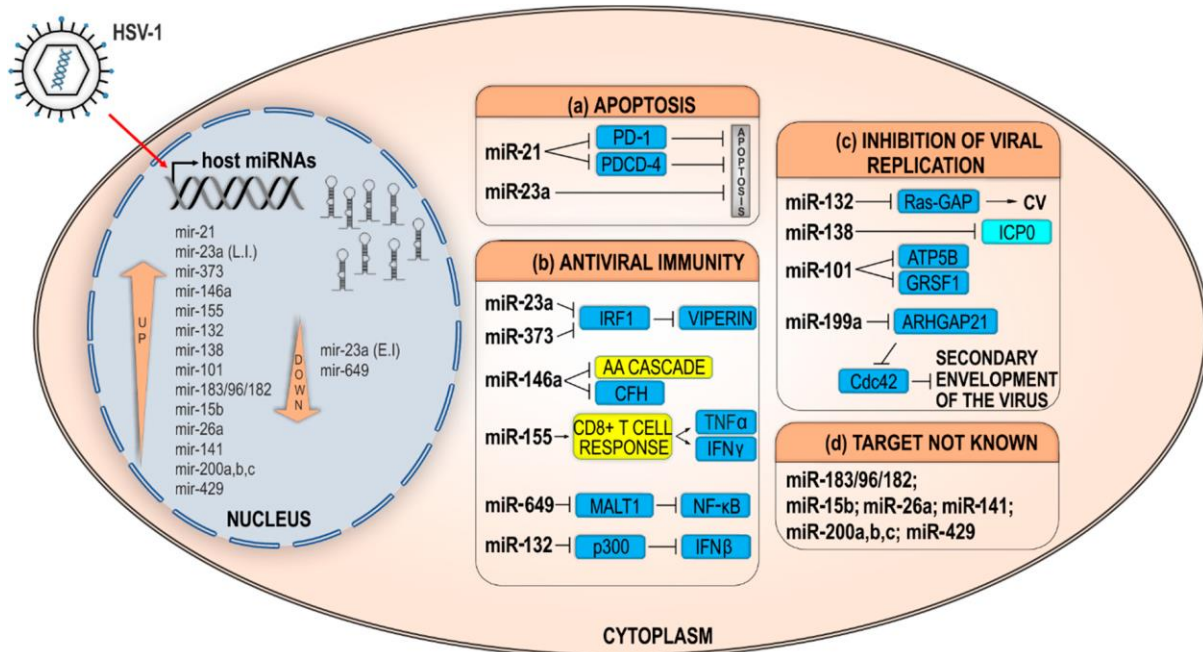 HSV-1
host miRNAs
mir-21
mir-23a (L.I.)
mir-373
mir-146a
mir-155
mir-132
mir-138
mir-101
mir-183/96/182
mir-15b
mir-26a
mir-141
mir-200a,b,c
mir-429
UP
DOWN
mir-23a (E.I)
mir-649
NUCLEUS
(a) APOPTOSIS
miR-21
PD-1
PDCD-4
miR-23a
APOPTOSIS
(b) ANTIVIRAL IMMUNITY
miR-23a
miR-373
IRF1
VIPERIN
miR-146a
AA CASCADE
CFH
miR-155
CD8+ T CELL
RESPONSE
TNFα
IFNγ
miR-649
MALT1
NF-κB
miR-132
p300
IFNβ
(c) INHIBITION OF VIRAL
REPLICATION
miR-132
Ras-GAP
CV
miR-138
ICP0
miR-101
ATP5B
GRSF1
miR-199a
ARHGAP21
Cdc42
SECONDARY
ENVELOPMENT
OF THE VIRUS
(d) TARGET NOT KNOWN
miR-183/96/182;
miR-15b; miR-26a; miR-141;
miR-200a,b,c; miR-429
CYTOPLASM